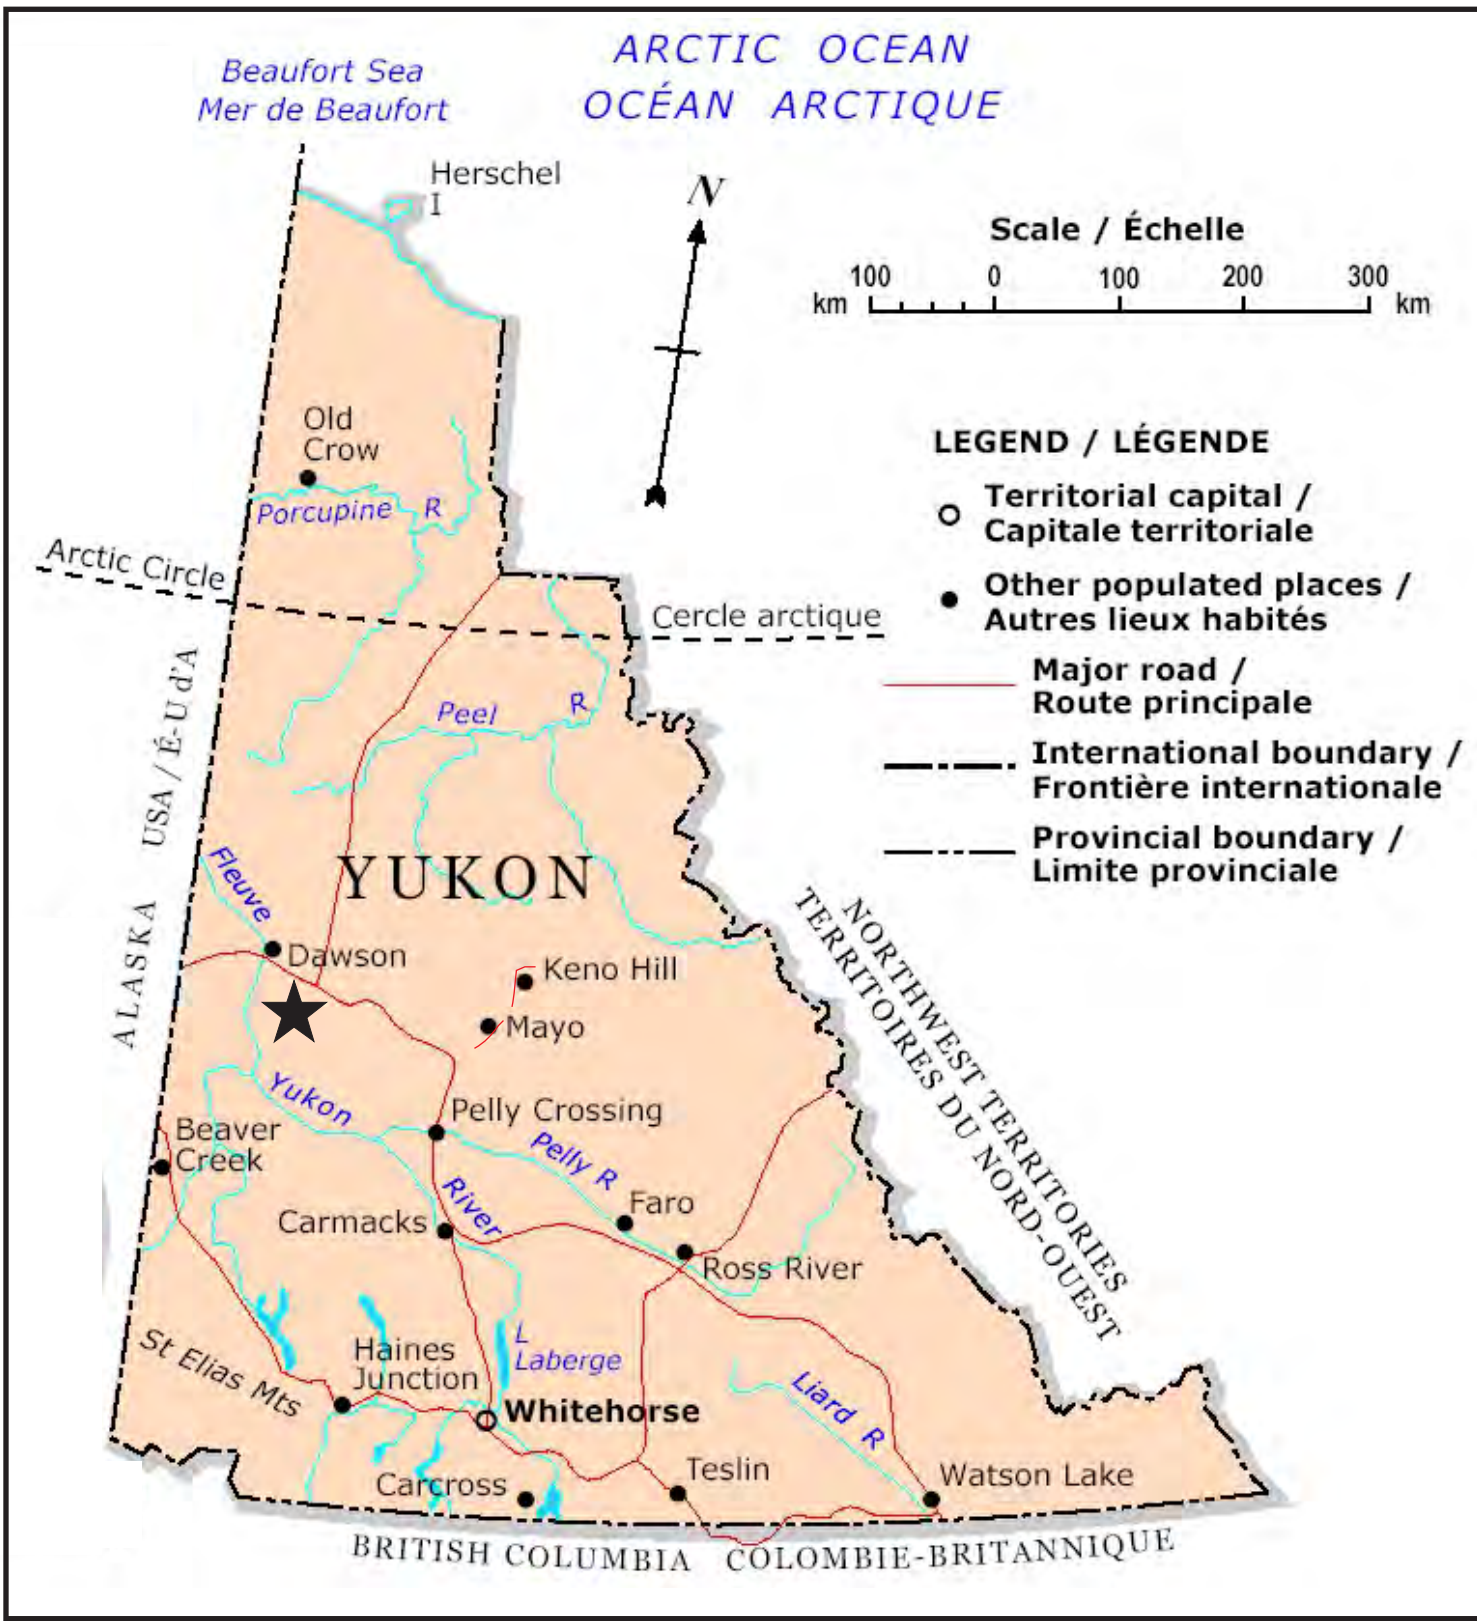 ARCTIC OCEAN
OCÉAN ARCTIQUE
Beaufort Sea
Mer de Beaufort
Herschel
I
N
Scale / Échelle
100 0 100 200 300
km km
Old
Crow
Porcupine R
Arctic Circle
Cercle arctique
LEGEND / LÉGENDE
Territorial capital /
Capitale territoriale
Other populated places /
Autres lieux habités
Major road /
Route principale
International boundary /
Frontière internationale
Provincial boundary /
Limite provinciale
ALASKA USA / É-U d'A
Peel R
YUKON
Fleuve
Dawson
Keno Hill
Mayo
NORTHWEST TERRITORIES
TERRITOIRES DU NORD-OUEST
Yukon
River
Pelly Crossing
Pelly R
Beaver
Creek
Faro
Carmacks
Ross River
St Elias Mts
Haines
Junction
L
Laberge
Whitehorse
Liard R
Carcross
Teslin
Watson Lake
BRITISH COLUMBIA COLOMBIE-BRITANNIQUE